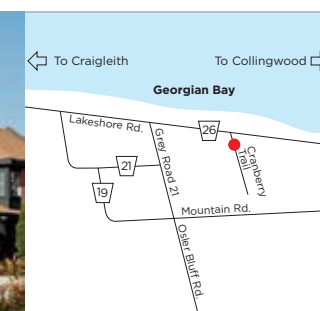 To Craigleith
To Collingwood
Georgian Bay
Lakeshore Rd.
26
Grey Road 21
Cranberry
Trail
21
19
Mountain Rd.
Osler Bluff Rd.